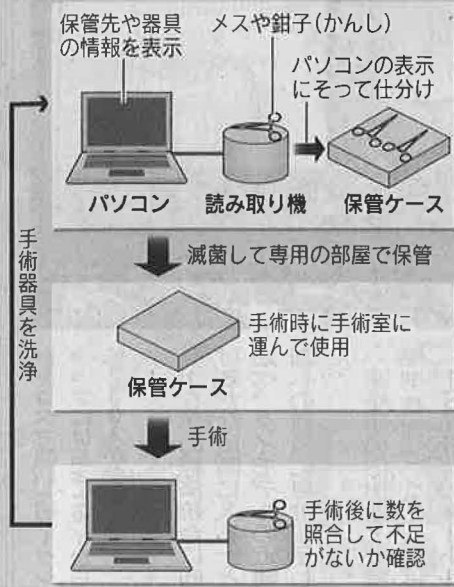 保管先や器具
の情報を表示
メスや鉗子(かんし)
パソコンの表示
にそって仕分け
パソコン
読み取り機
保管ケース
滅菌して専用の部屋で保管
手術器具を洗浄
手術時に手術室に
運んで使用
保管ケース
手術
手術後に数を
照合して不足
がないか確認